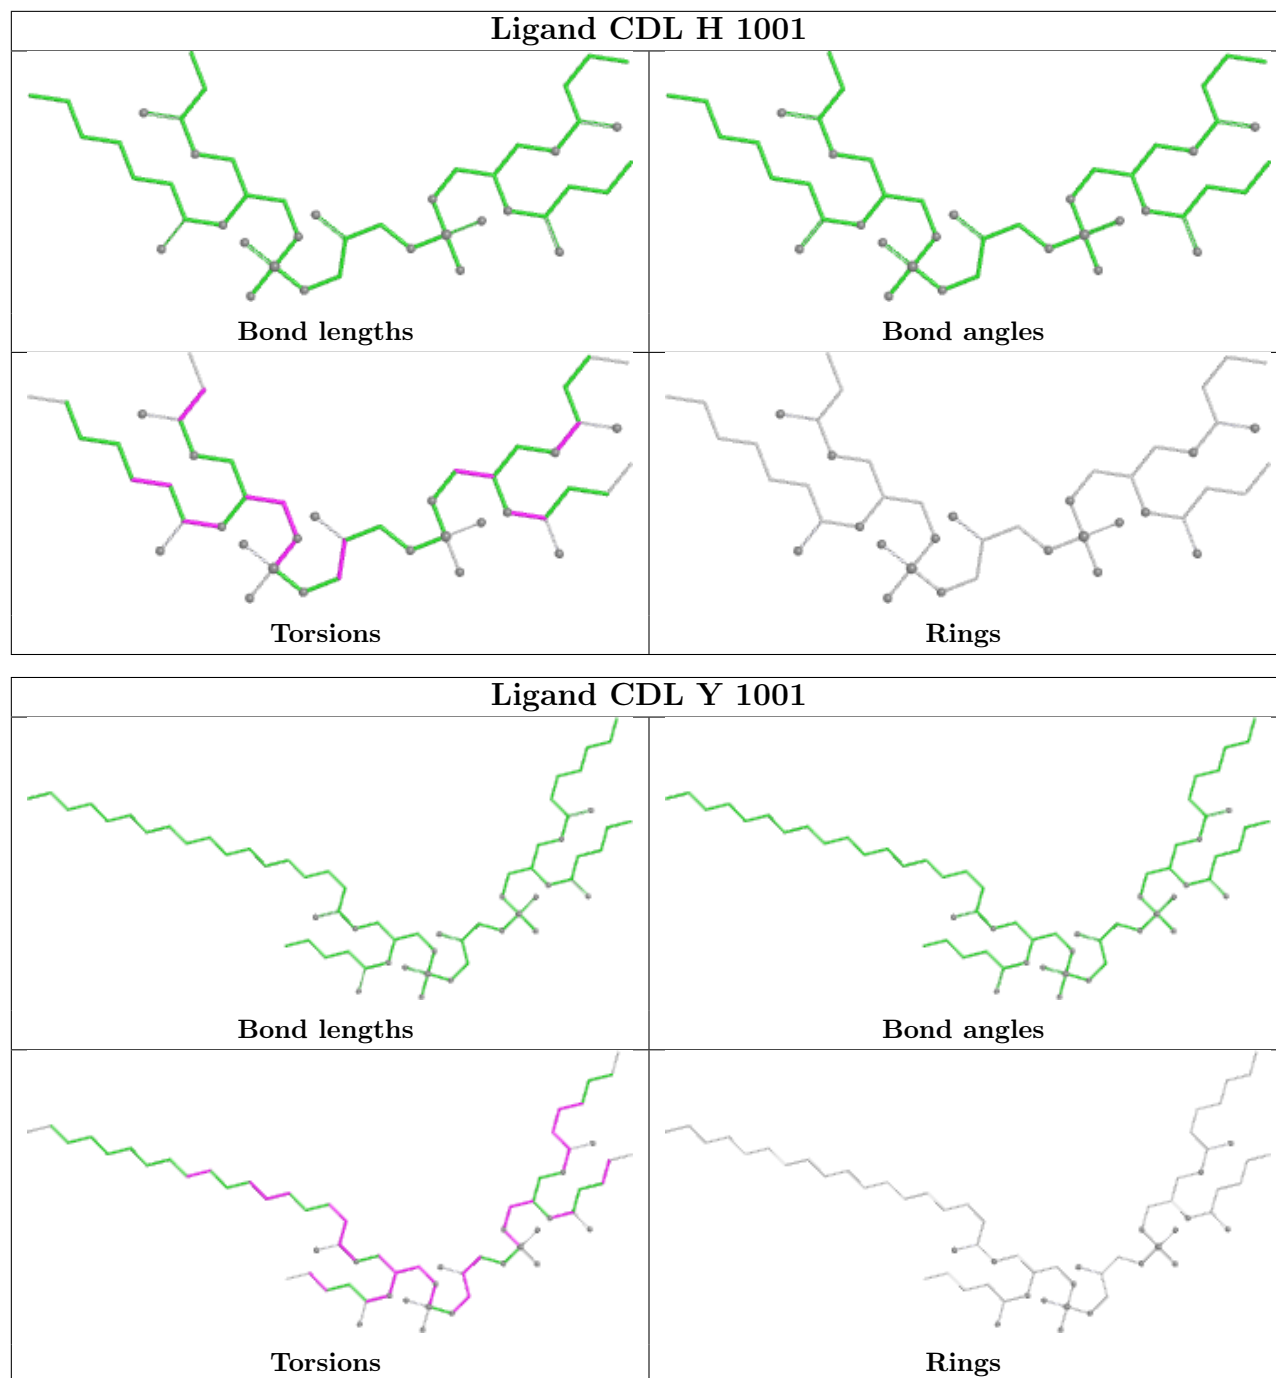 Ligand CDL H 1001
Bond lengths
Bond angles
Torsions
Rings
Ligand CDL Y 1001
Bond lengths
Bond angles
Torsions
Rings